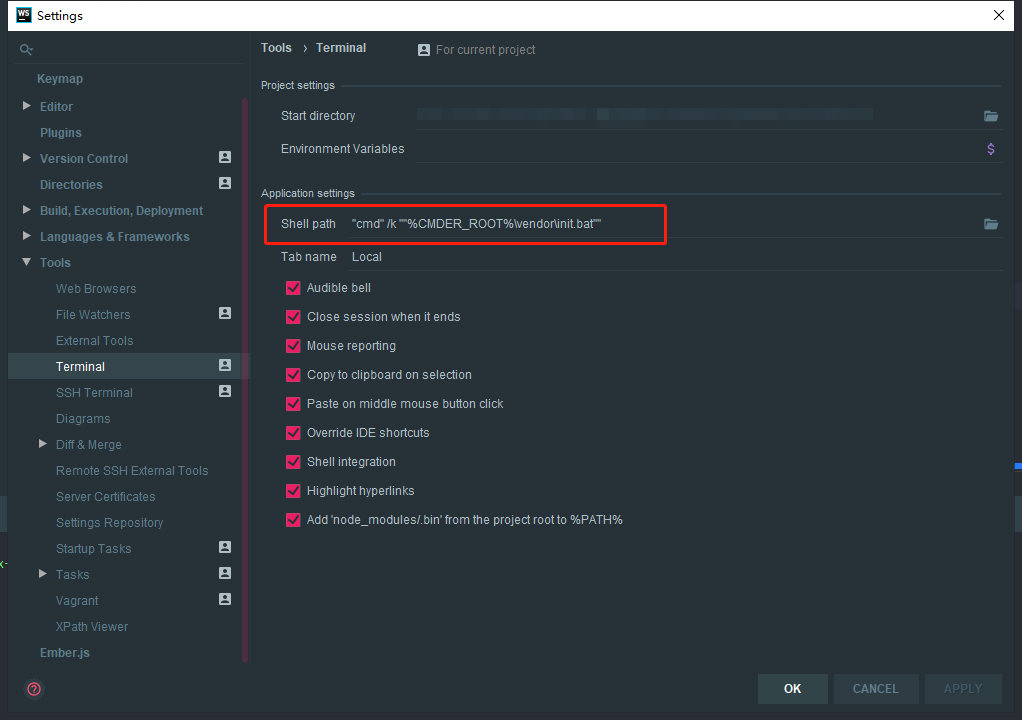 WS Settings
Keymap
Editor
Plugins
Version Control
Directories
Build, Execution, Deployment
Languages & Frameworks
Tools
Web Browsers
File Watchers
External Tools
Terminal
SSH Terminal
Diagrams
Diff & Merge
Remote SSH External Tools
Server Certificates
Settings Repository
Startup Tasks
Tasks
Vagrant
XPath Viewer
Ember.js
?
Tools › Terminal For current project
Project settings
Start directory
Environment Variables $
Application settings
Shell path "cmd" /k ""%CMDER_ROOT%\vendor\init.bat""
Tab name Local
Audible bell
Close session when it ends
Mouse reporting
Copy to clipboard on selection
Paste on middle mouse button click
Override IDE shortcuts
Shell integration
Highlight hyperlinks
Add 'node_modules/.bin' from the project root to %PATH%
OK CANCEL APPLY